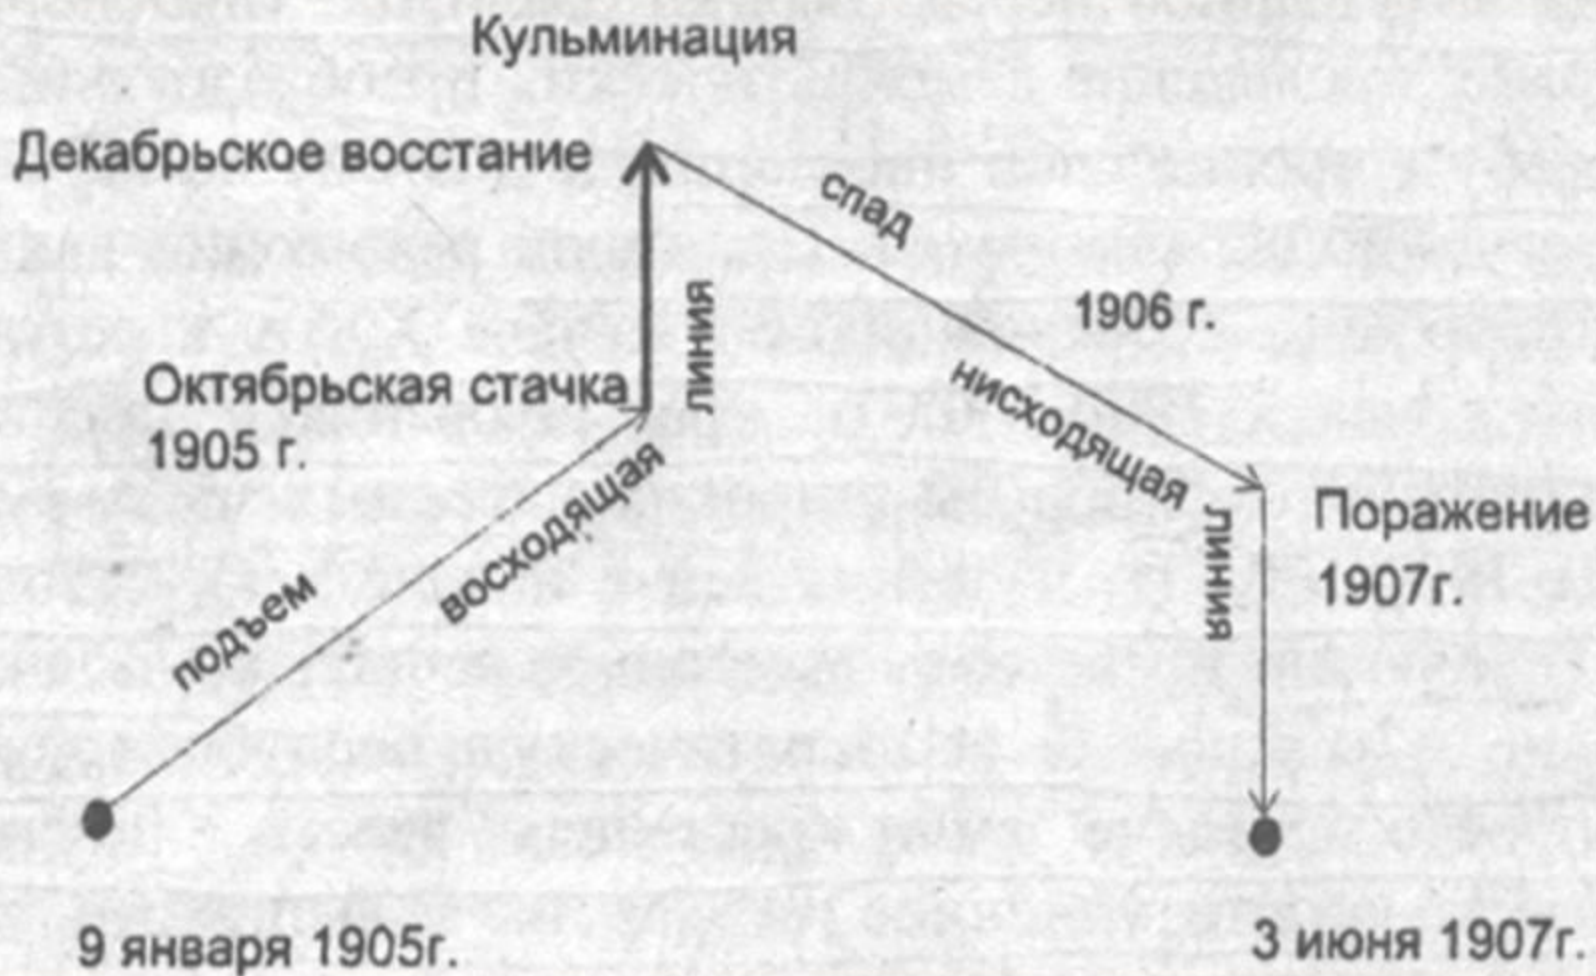 Кульминация
Декабрьское восстание
спад
линия
1906 г.
Октябрьская стачка
1905 г.
восходящая
нисходящая
линия
Поражение
1907г.
подъем
9 января 1905г.
3 июня 1907г.